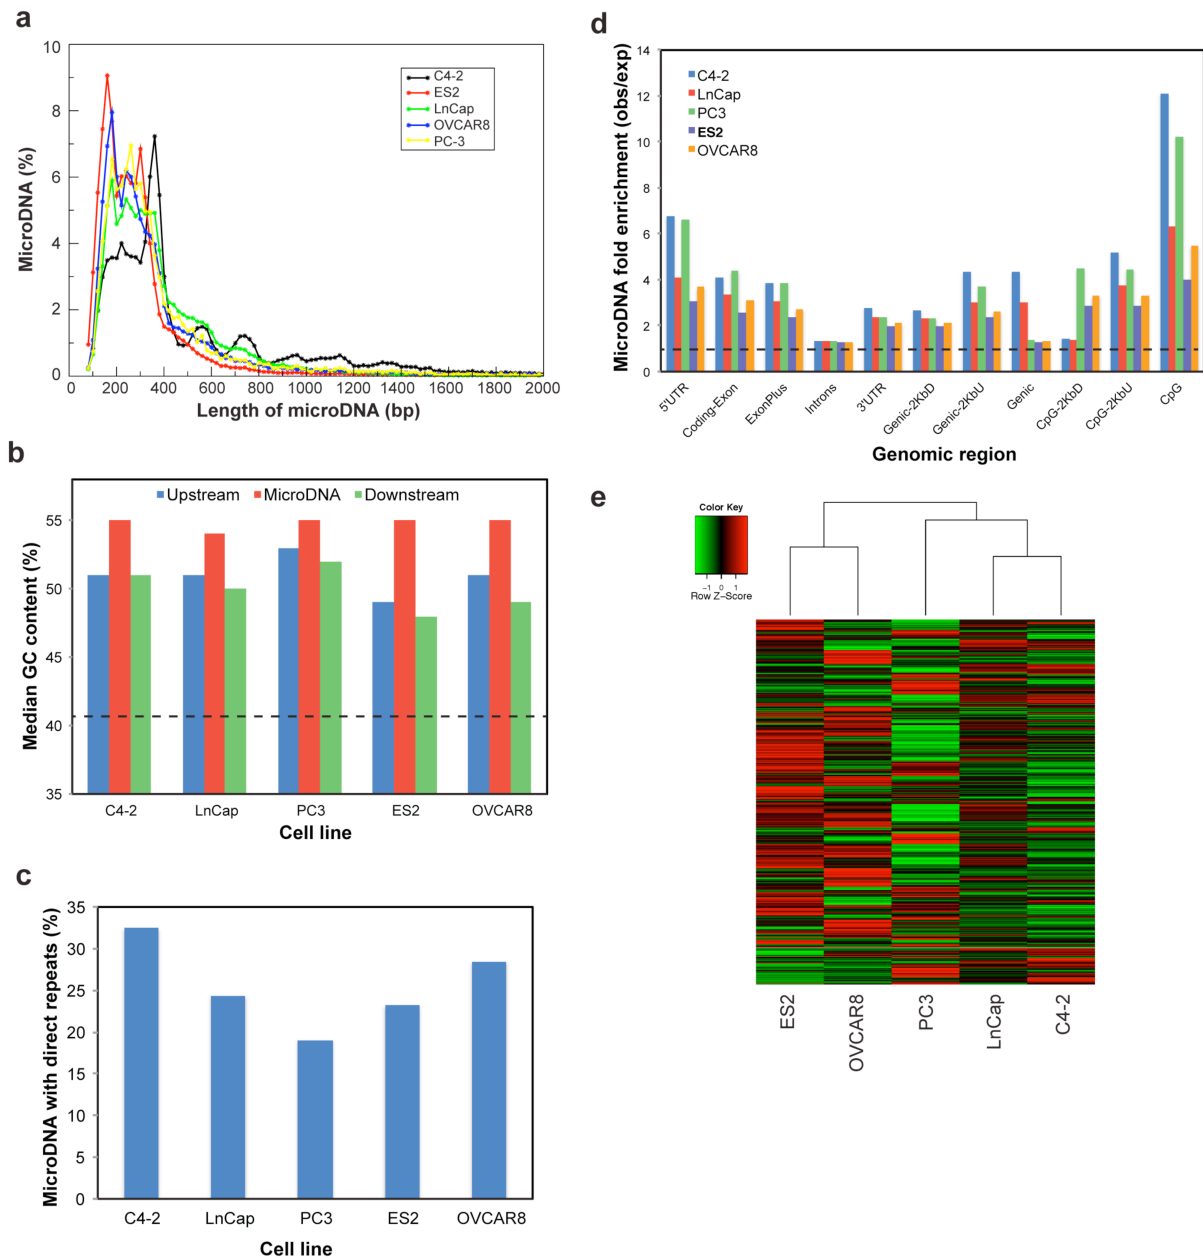 a
10
8
6
4
2
0
MicroDNA (%)
C4-2
ES2
LnCap
OVCAR8
PC-3
0 200 400 600 800 1000 1200 1400 1600 1800 2000
Length of microDNA (bp)
b
Upstream MicroDNA Downstream
55
50
45
40
35
Median GC content (%)
C4-2 LnCap PC3 ES2 OVCAR8
Cell line
c
35
30
25
20
15
10
5
0
MicroDNA with direct repeats (%)
C4-2 LnCap PC3 ES2 OVCAR8
Cell line
d
14
12
10
8
6
4
2
0
MicroDNA fold enrichment (obs/exp)
C4-2
LnCap
PC3
ES2
OVCAR8
5'UTR Coding-Exon ExonPlus Introns 3'UTR Genic-2KbD Genic-2KbU Genic CpG-2KbD CpG-2KbU CpG
Genomic region
e
Color Key
-1 0 1
Row Z-Score
ES2 OVCAR8 PC3 LnCap C4-2